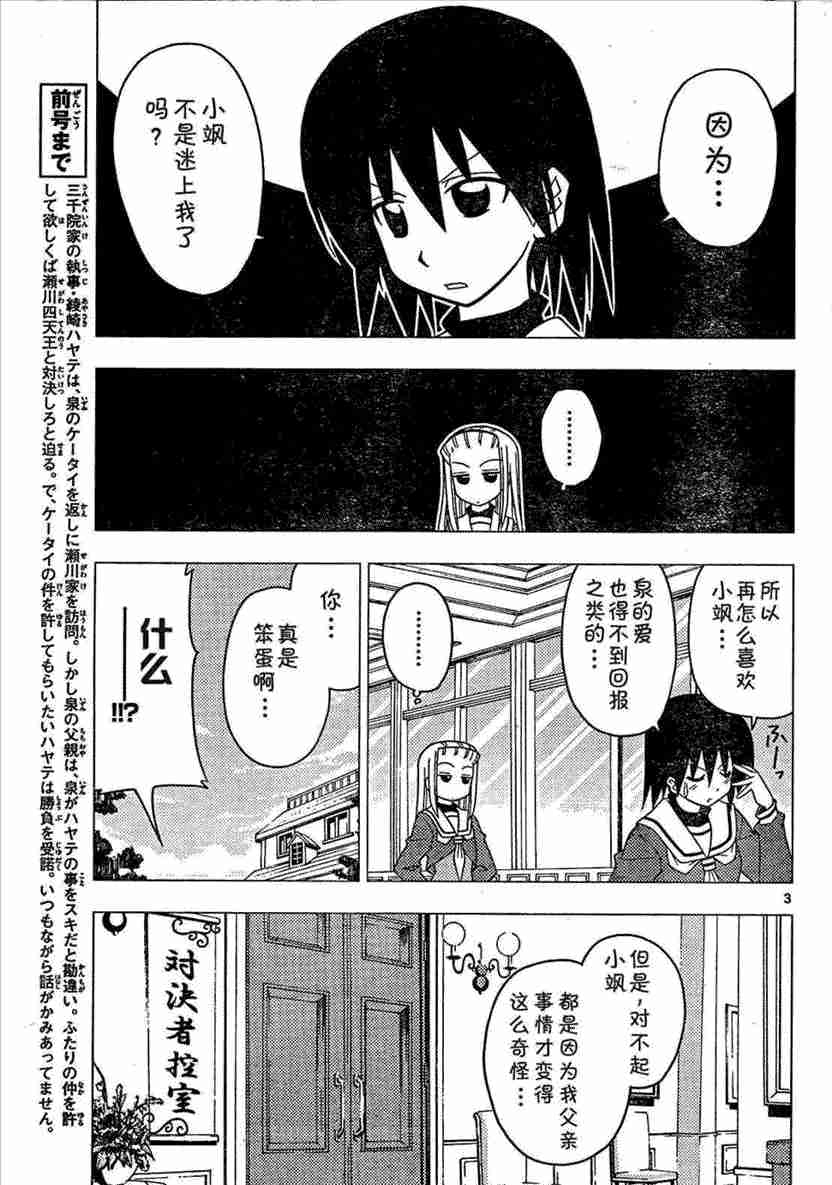 因为…
小飒
不是迷上我了
吗？
………
所以
再怎么喜欢
小飒…
泉的爱
也得不到回报
之类的…
ふー
………
你…
真是
笨蛋啊…
什么
——!!?
3
但是，对不起
小飒
都是因为我父亲
事情才变得
这么奇怪…
对决者控室
前号まで
三千院家の執事・綾崎ハヤテは、泉のケータイを返しに瀬川家を訪問。しかし泉の父親は、泉がハヤテの事をスキだと勘違い。ふたりの仲を許
して欲しくば瀬川四天王と対決しろと迫る。で、ケータイの件を許してもらいたいハヤテは勝負を受諾。いつもながら話がかみあってません。